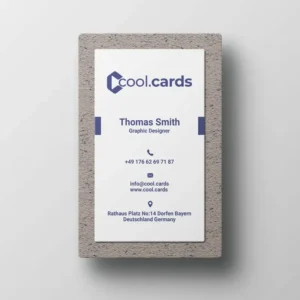 cool.cards
Thomas Smith
Graphic Designer
+49 176 62 69 71 87
info@cool.cards
www.cool.cards
Rathaus Platz No:14 Dorfen Bayern
Deutschland Germany